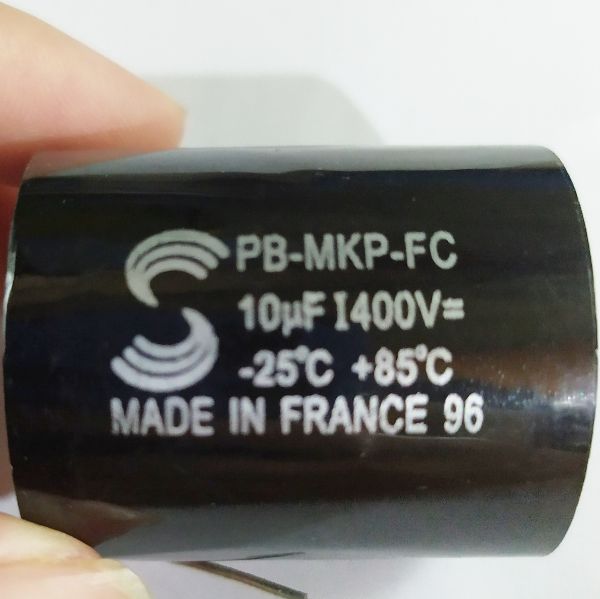 PB-MKP-FC
10µF I400V=
-25°C +85°C
MADE IN FRANCE 96